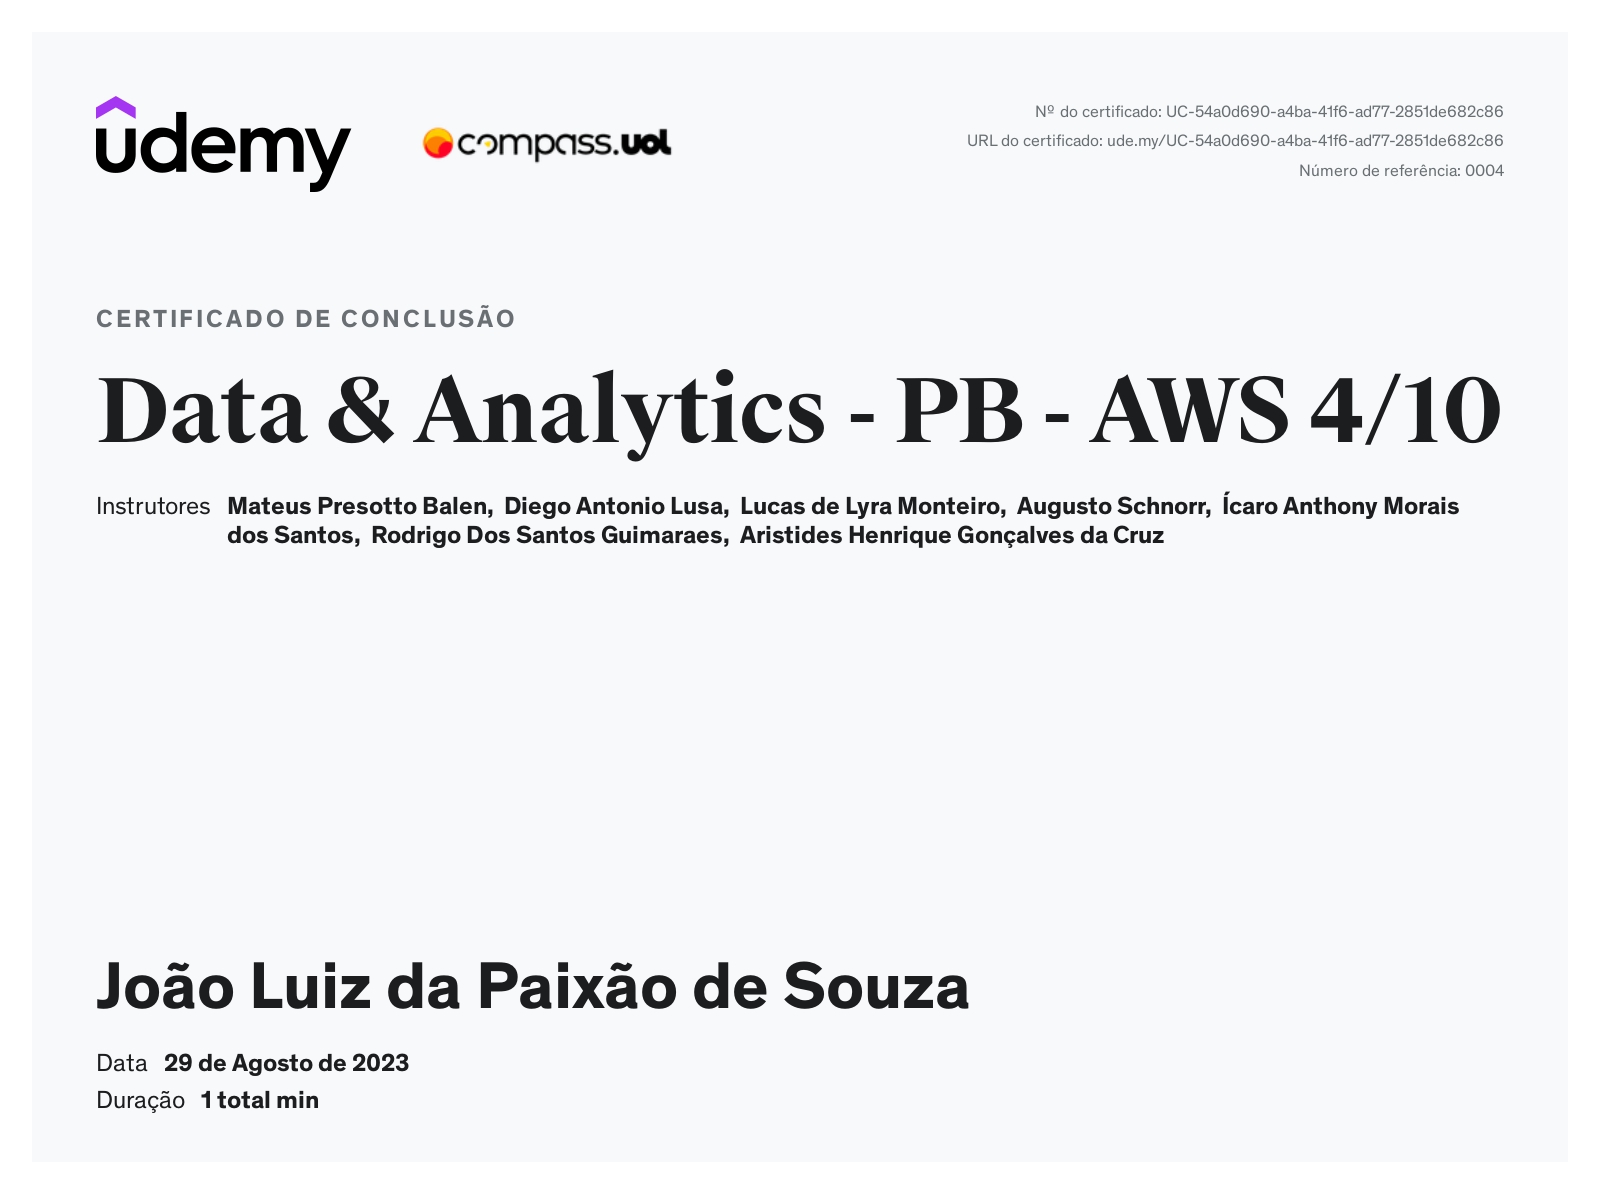 udemy
compass.uol
Nº do certificado: UC-54a0d690-a4ba-41f6-ad77-2851de682c86
URL do certificado: ude.my/UC-54a0d690-a4ba-41f6-ad77-2851de682c86
Número de referência: 0004
CERTIFICADO DE CONCLUSÃO
Data & Analytics - PB - AWS 4/10
Instrutores Mateus Presotto Balen, Diego Antonio Lusa, Lucas de Lyra Monteiro, Augusto Schnorr, Ícaro Anthony Morais
dos Santos, Rodrigo Dos Santos Guimaraes, Aristides Henrique Gonçalves da Cruz
João Luiz da Paixão de Souza
Data 29 de Agosto de 2023
Duração 1 total min